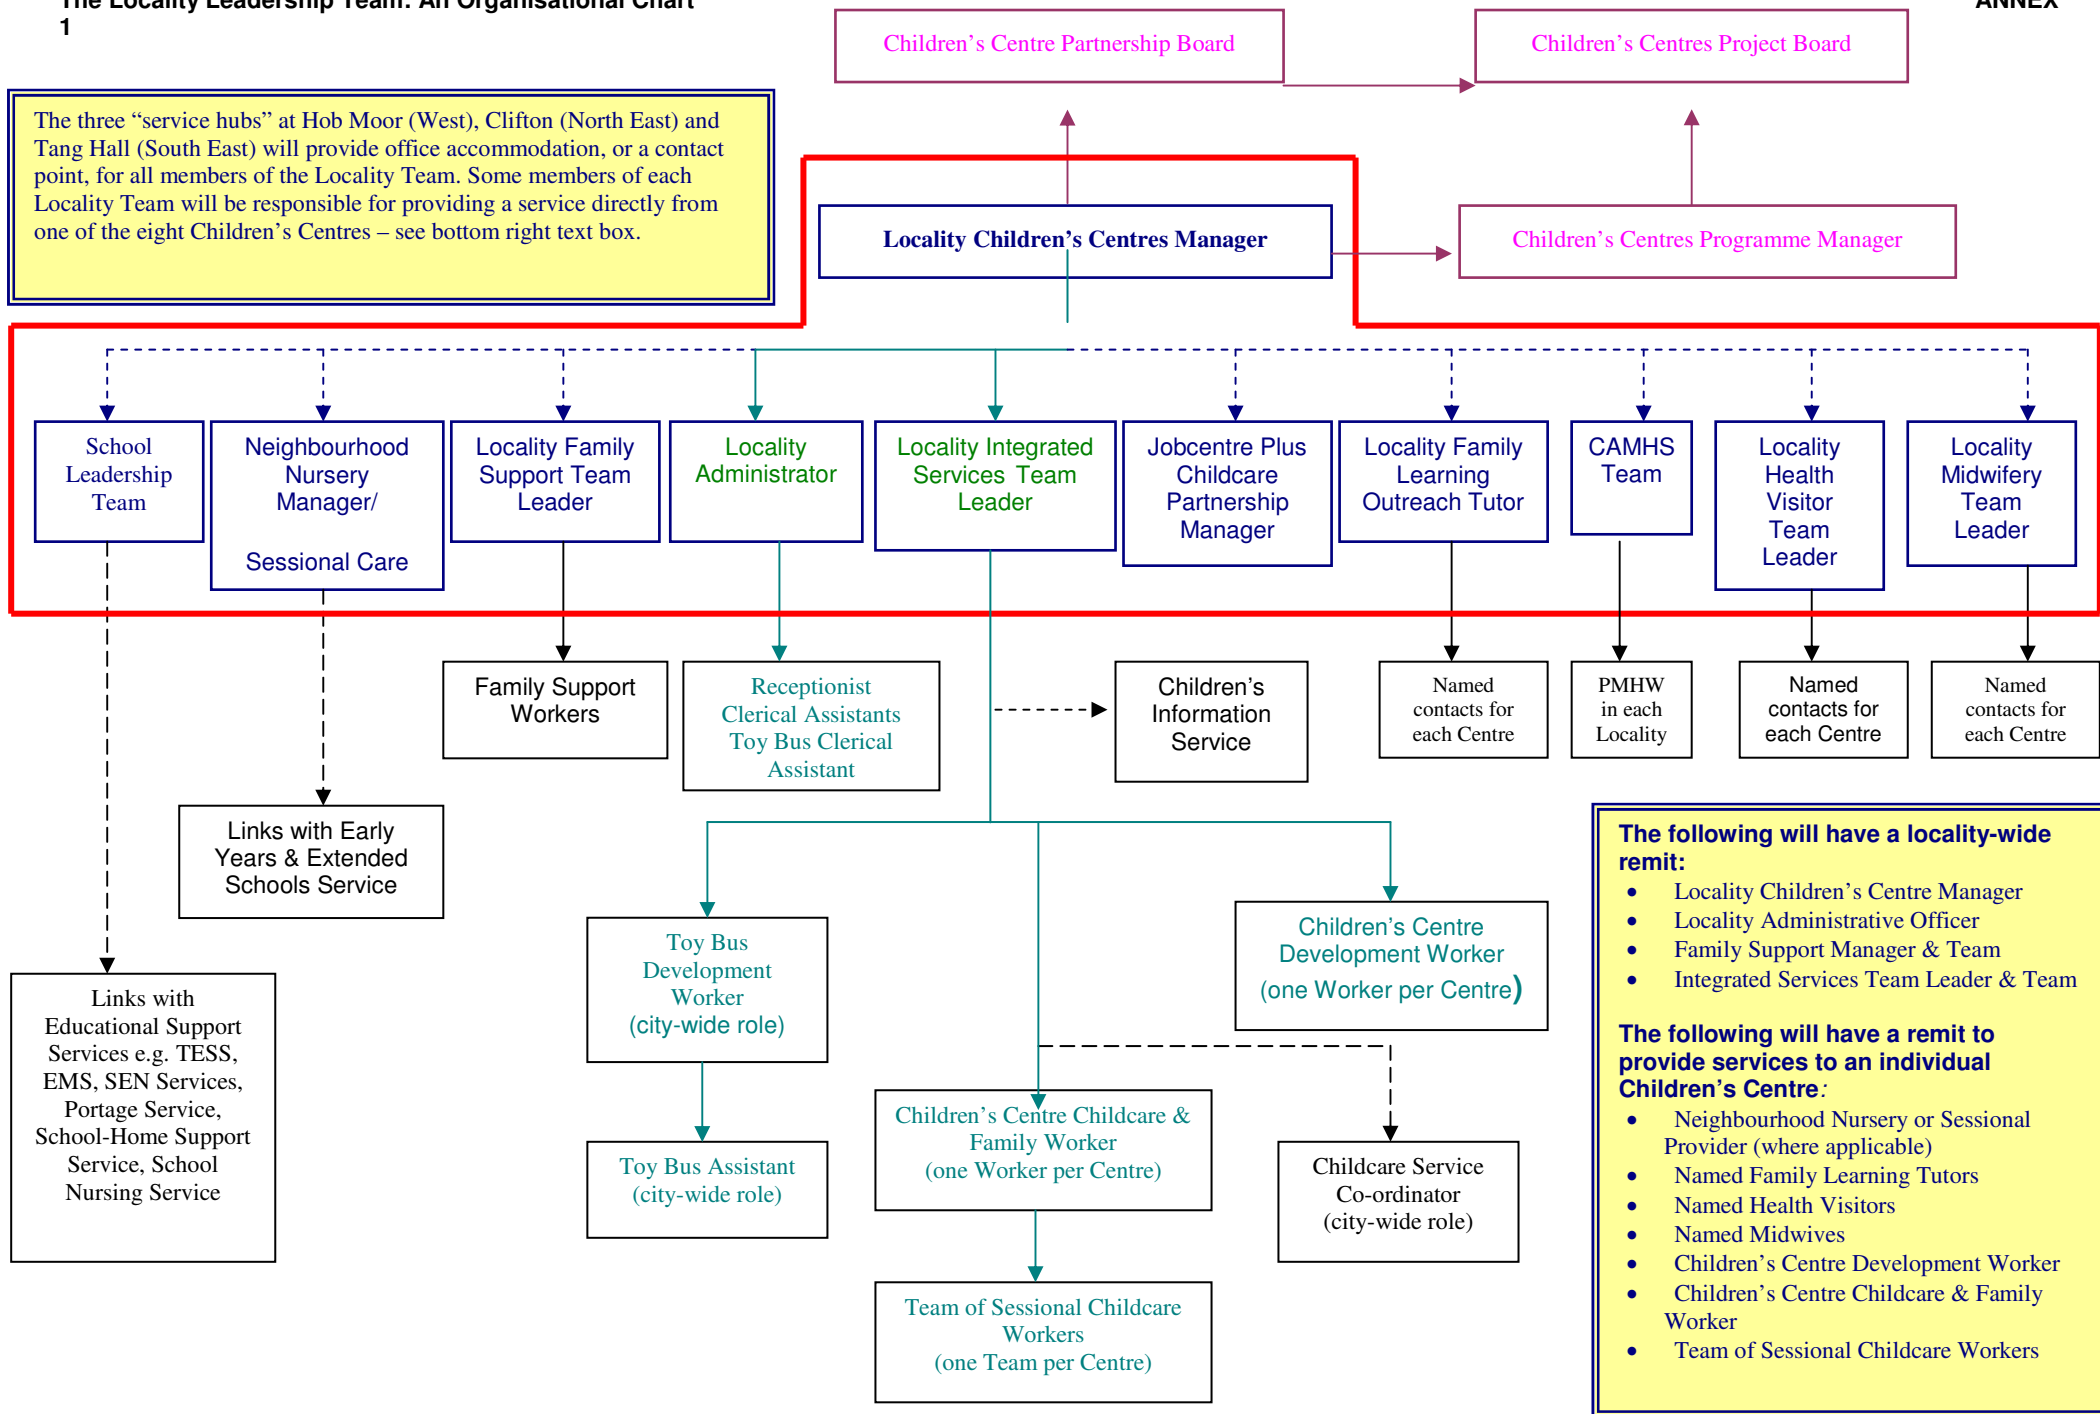 The Locality Leadership Team: An Organisational Chart
ANNEX
1
Children's Centre Partnership Board
Children's Centres Project Board
The three “service hubs” at Hob Moor (West), Clifton (North East) and
Tang Hall (South East) will provide office accommodation, or a contact
point, for all members of the Locality Team. Some members of each
Locality Team will be responsible for providing a service directly from
one of the eight Children's Centres – see bottom right text box.
Locality Children's Centres Manager
Children's Centres Programme Manager
School
Leadership
Team
Neighbourhood
Nursery
Manager/
Sessional Care
Locality Family
Support Team
Leader
Locality
Administrator
Locality Integrated
Services Team
Leader
Jobcentre Plus
Childcare
Partnership
Manager
Locality Family
Learning
Outreach Tutor
CAMHS
Team
Locality
Health
Visitor
Team
Leader
Locality
Midwifery
Team
Leader
Family Support
Workers
Receptionist
Clerical Assistants
Toy Bus Clerical
Assistant
Children's
Information
Service
Named
contacts for
each Centre
PMHW
in each
Locality
Named
contacts for
each Centre
Named
contacts for
each Centre
Links with Early
Years & Extended
Schools Service
Links with
Educational Support
Services e.g. TESS,
EMS, SEN Services,
Portage Service,
School-Home Support
Service, School
Nursing Service
Toy Bus
Development
Worker
(city-wide role)
Children's Centre
Development Worker
(one Worker per Centre)
Toy Bus Assistant
(city-wide role)
Children's Centre Childcare &
Family Worker
(one Worker per Centre)
Childcare Service
Co-ordinator
(city-wide role)
Team of Sessional Childcare
Workers
(one Team per Centre)
The following will have a locality-wide
remit:
• Locality Children's Centre Manager
• Locality Administrative Officer
• Family Support Manager & Team
• Integrated Services Team Leader & Team
The following will have a remit to
provide services to an individual
Children's Centre:
• Neighbourhood Nursery or Sessional
Provider (where applicable)
• Named Family Learning Tutors
• Named Health Visitors
• Named Midwives
• Children's Centre Development Worker
• Children's Centre Childcare & Family
Worker
• Team of Sessional Childcare Workers